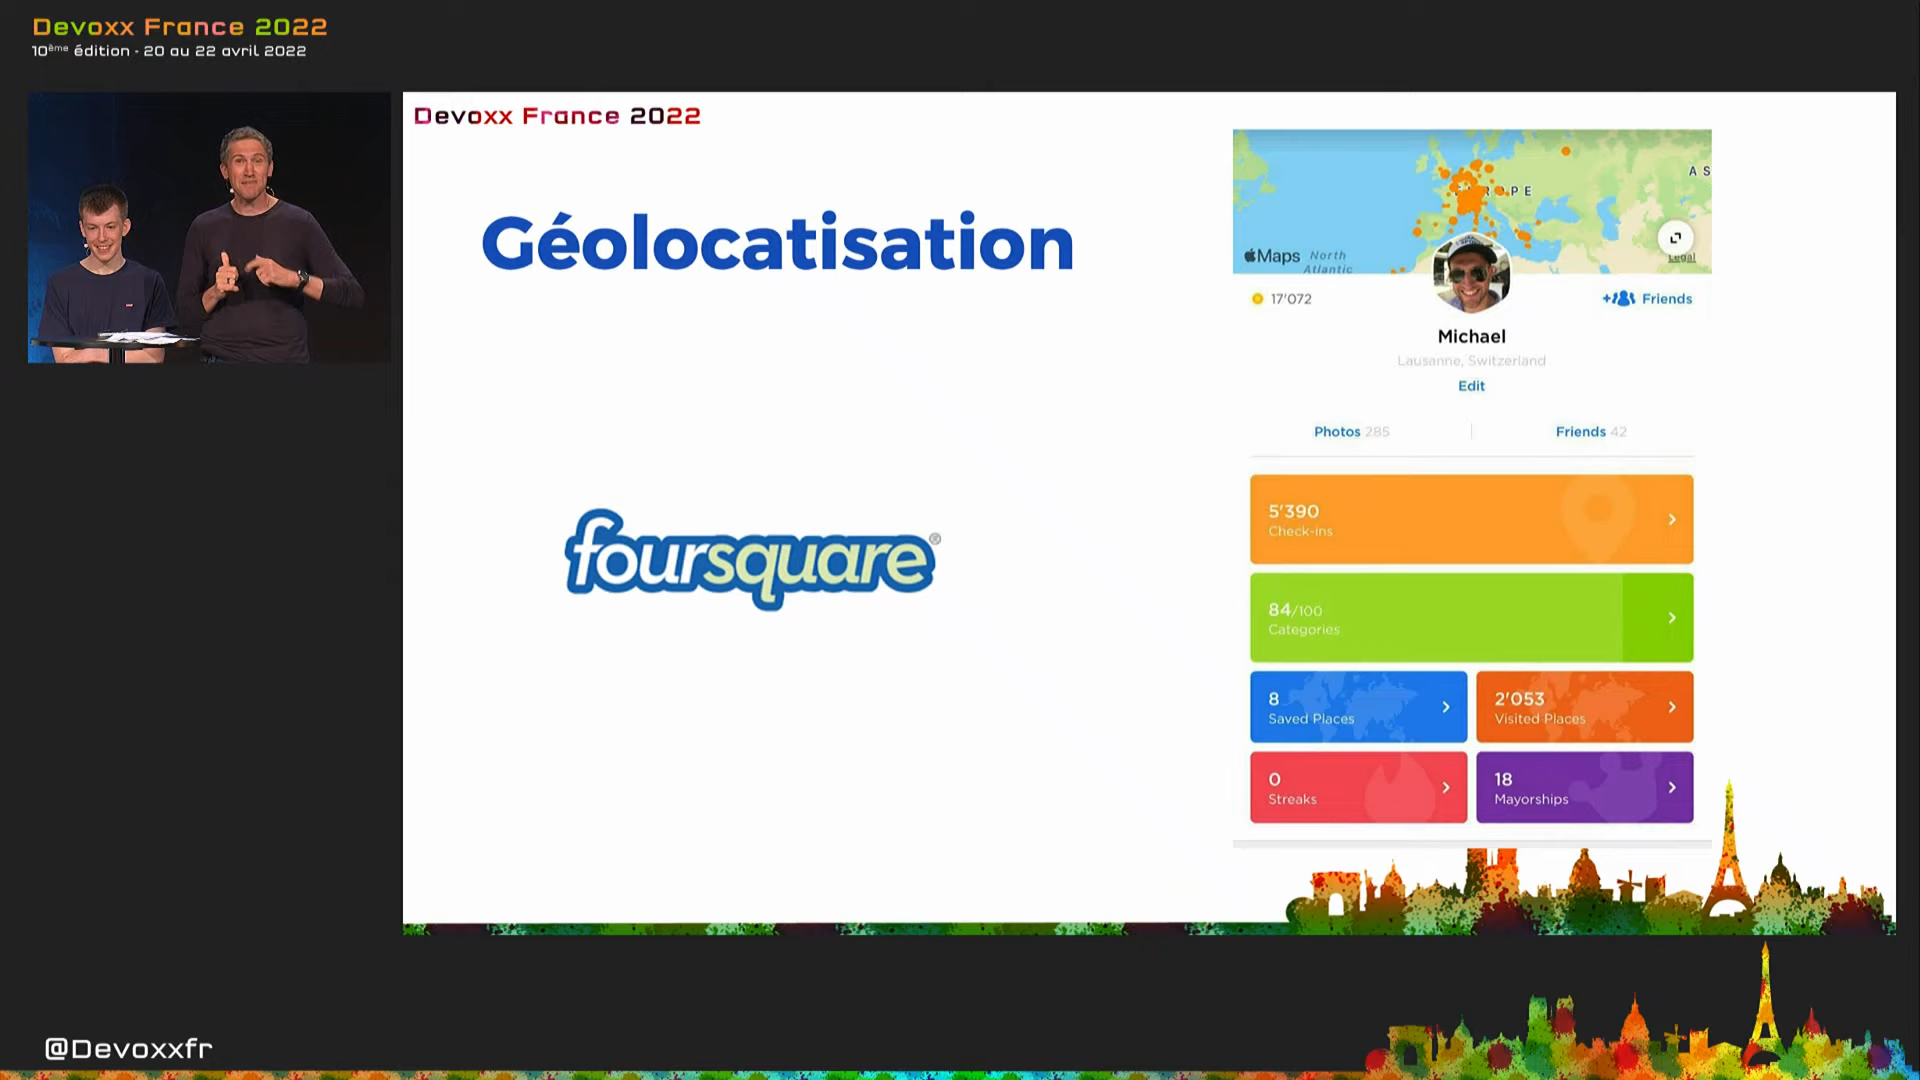 Devoxx France 2022
10ème édition - 20 au 22 avril 2022
Devoxx France 2022
Géolocatisation
foursquare®
A S
E U R O P E
Maps
North
Atlantic
Legal
17'072
+ Friends
Michael
Lausanne, Switzerland
Edit
Photos 285
Friends 42
5'390
Check-ins
84/100
Categories
8
Saved Places
2'053
Visited Places
0
Streaks
18
Mayorships
@Devoxxfr